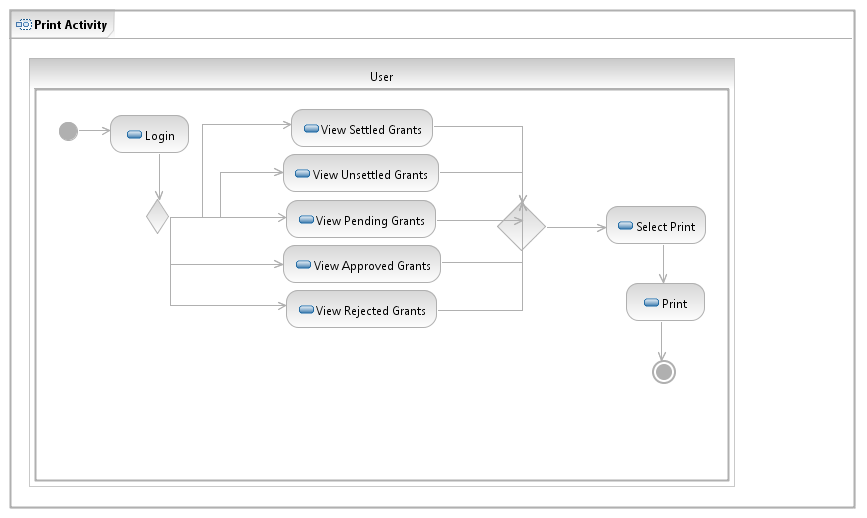 Print Activity
User
Login
View Settled Grants
View Unsettled Grants
View Pending Grants
View Approved Grants
View Rejected Grants
Select Print
Print